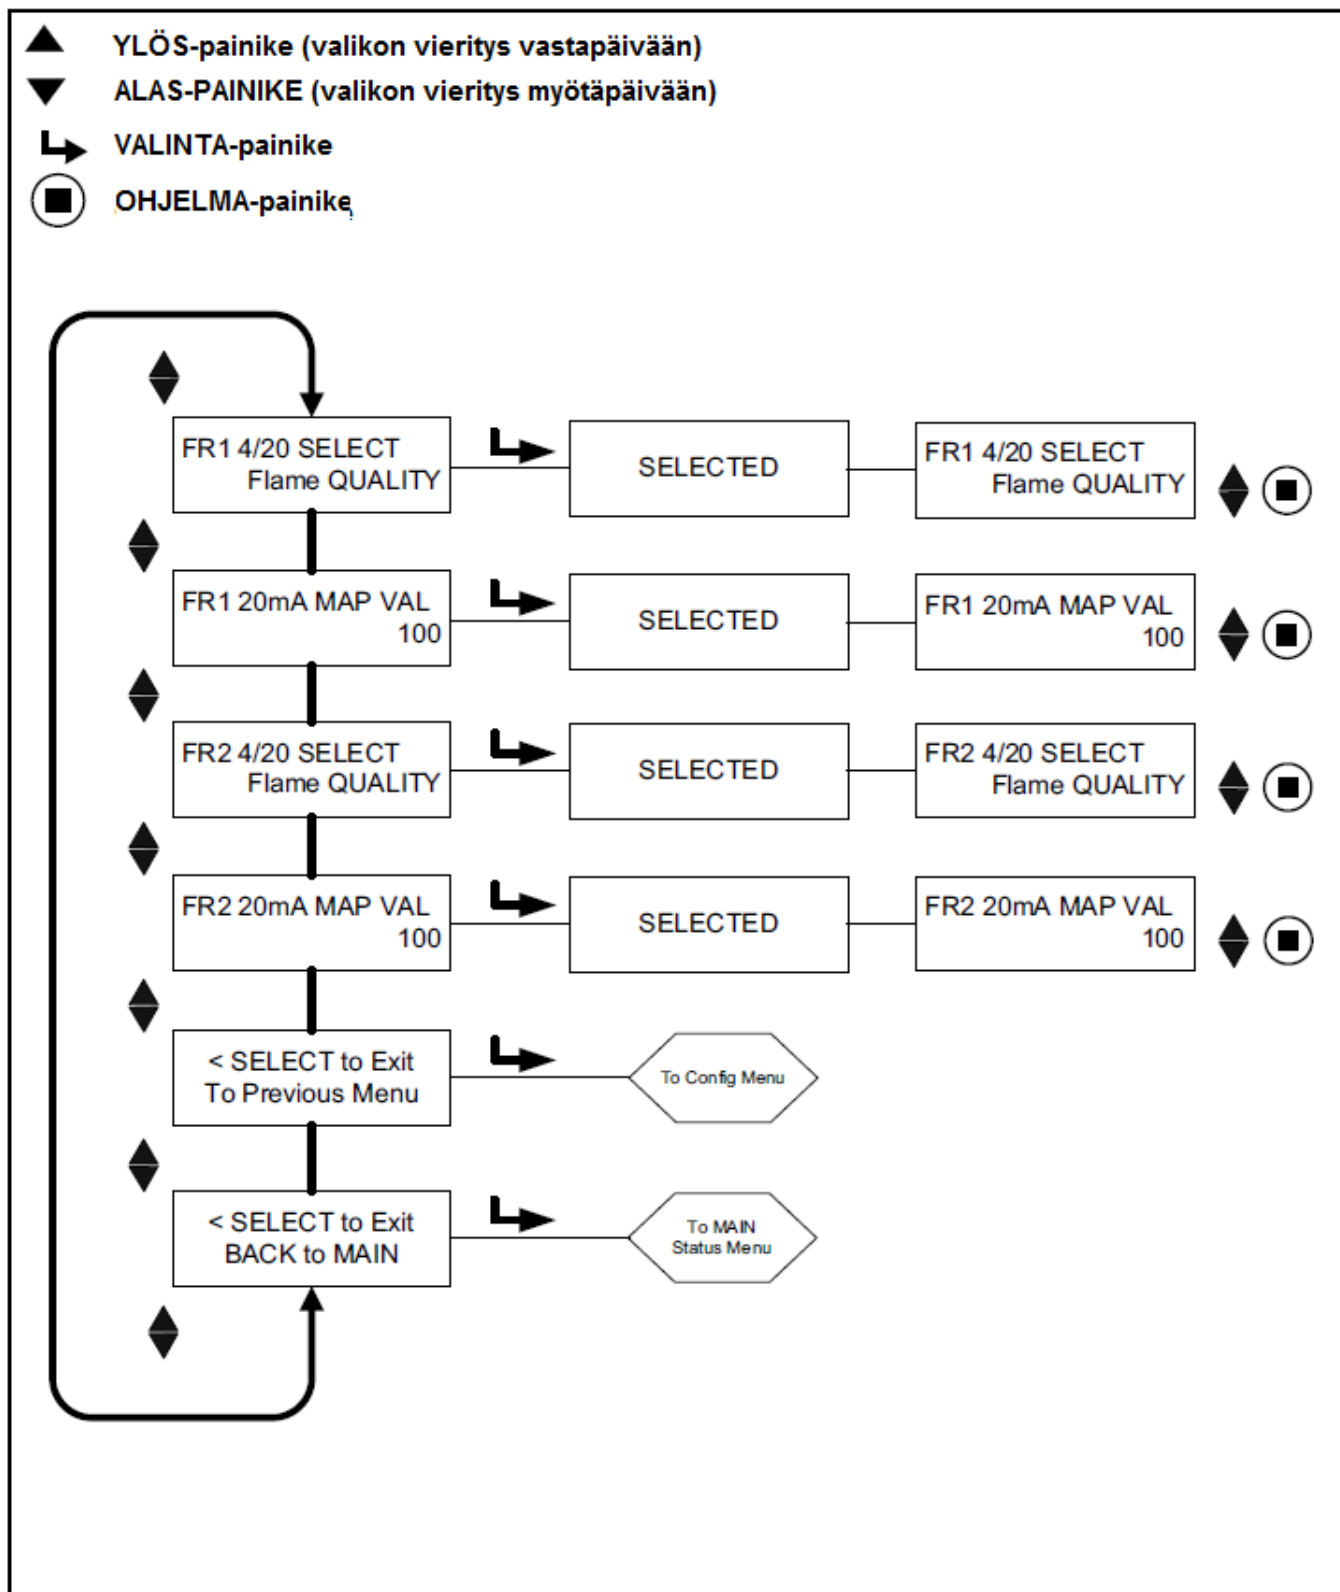 YLÖS-painike (valikon vieritys vastapäivään)
ALAS-PAINIKE (valikon vieritys myötäpäivään)
VALINTA-painike
OHJELMA-painike
FR1 4/20 SELECT
Flame QUALITY
SELECTED
FR1 4/20 SELECT
Flame QUALITY
FR1 20mA MAP VAL
100
SELECTED
FR1 20mA MAP VAL
100
FR2 4/20 SELECT
Flame QUALITY
SELECTED
FR2 4/20 SELECT
Flame QUALITY
FR2 20mA MAP VAL
100
SELECTED
FR2 20mA MAP VAL
100
< SELECT to Exit
To Previous Menu
To Config Menu
< SELECT to Exit
BACK to MAIN
To MAIN
Status Menu